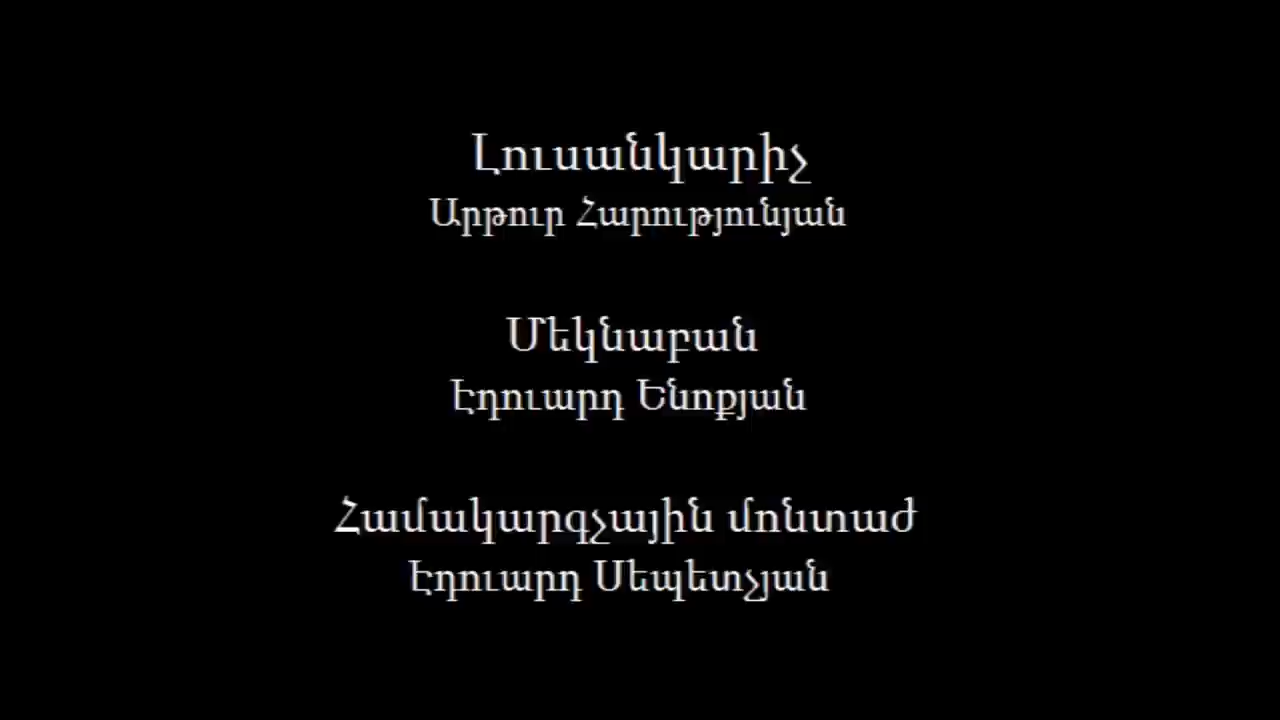 Լուսանկարիչ
Արթուր Հարությունյան
Մեկնաբան
Էդուարդ Ենոքյան
Համակարգչային մոնտաժ
Էդուարդ Սեպետչյան